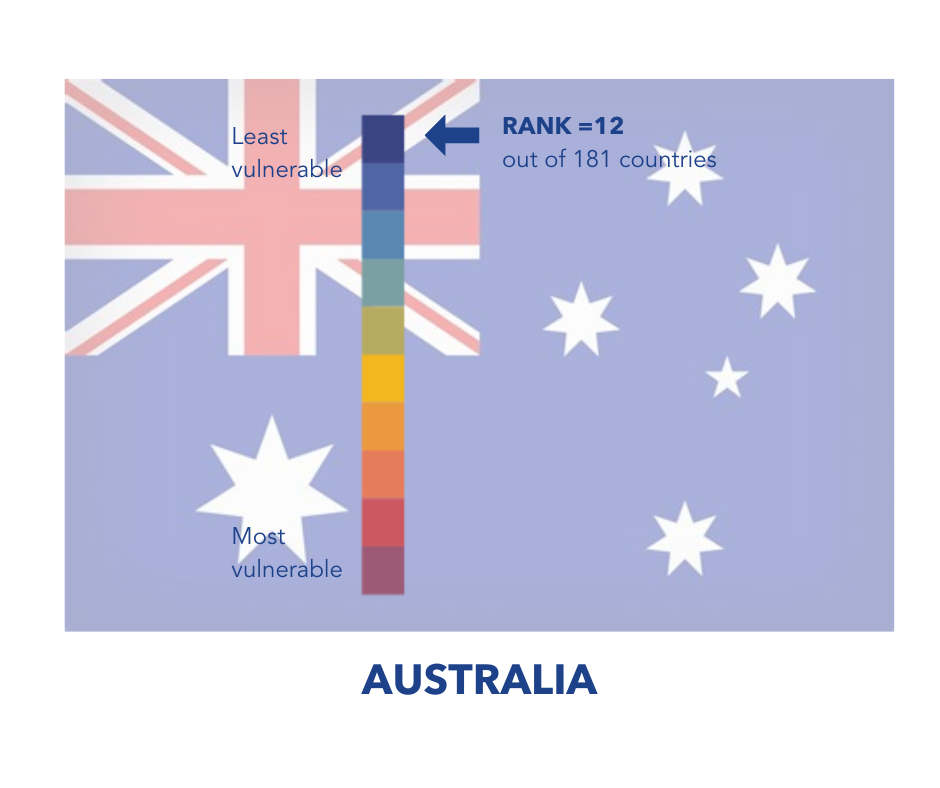 Least
vulnerable
RANK =12
out of 181 countries
Most
vulnerable
AUSTRALIA